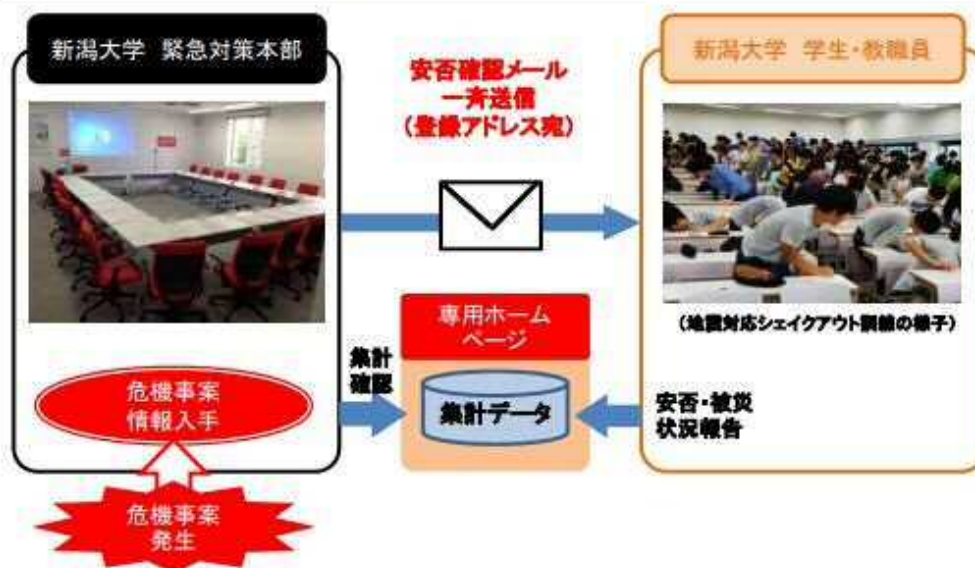 新潟大学 緊急対策本部
安否確認メール
一斉送信
（登録アドレス宛）
新潟大学 学生・教職員
（地震対応シェイクアウト訓練の様子）
専用ホーム
ページ
集計
確認
集計データ
安否・被災
状況報告
危機事案
情報入手
危機事案
発生